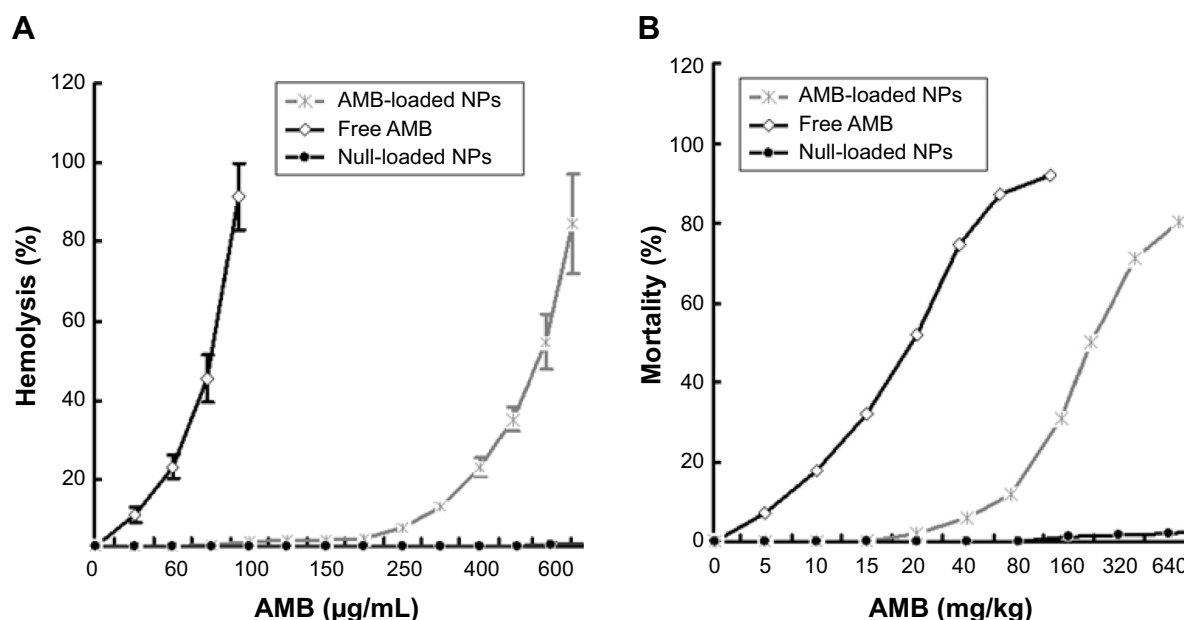 A
120
100
80
60
40
20
Hemolysis (%)
AMB-loaded NPs
Free AMB
Null-loaded NPs
0 60 100 150 250 400 600
AMB (µg/mL)
B
120
100
80
60
40
20
0
Mortality (%)
AMB-loaded NPs
Free AMB
Null-loaded NPs
0 5 10 15 20 40 80 160 320 640
AMB (mg/kg)